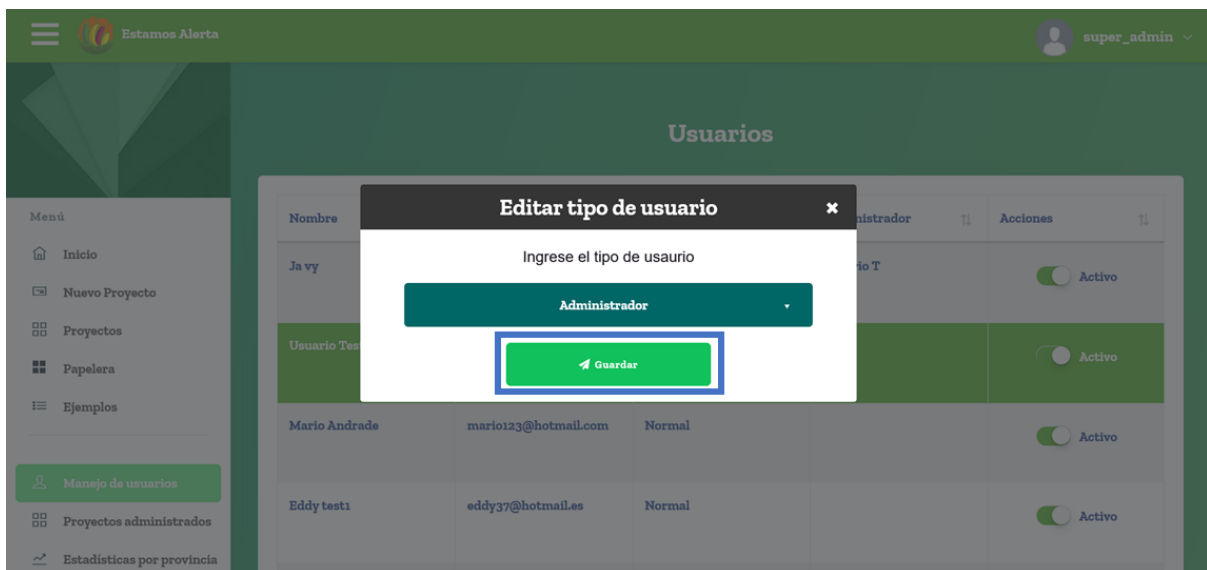 Estamos Alerta
super_admin
Usuarios
Editar tipo de usuario
Menú
Nombre
nistrador
Acciones
Inicio
Ingrese el tipo de usaurio
Ja vy
io T
Activo
Nuevo Proyecto
Administrador
Proyectos
Usuario Tes
Activo
Guardar
Papelera
Ejemplos
Mario Andrade mario123@hotmail.com Normal
Activo
Manejo de usuarios
Eddy test1 eddy37@hotmail.es Normal
Activo
Proyectos administrados
Estadísticas por provincia